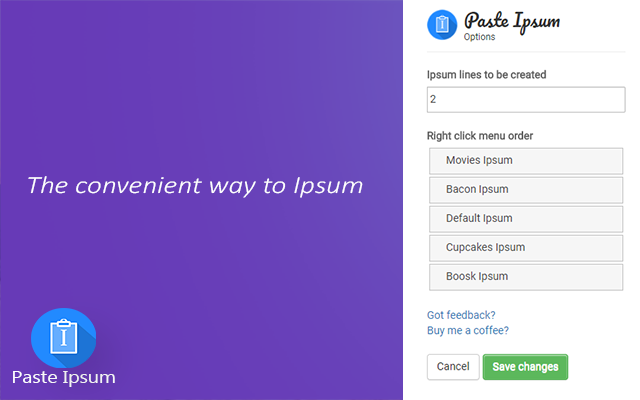 The convenient way to Ipsum
I
Paste Ipsum
I
Paste Ipsum
Options
Ipsum lines to be created
2
Right click menu order
Movies Ipsum
Bacon Ipsum
Default Ipsum
Cupcakes Ipsum
Boosk Ipsum
Got feedback?
Buy me a coffee?
Cancel
Save changes